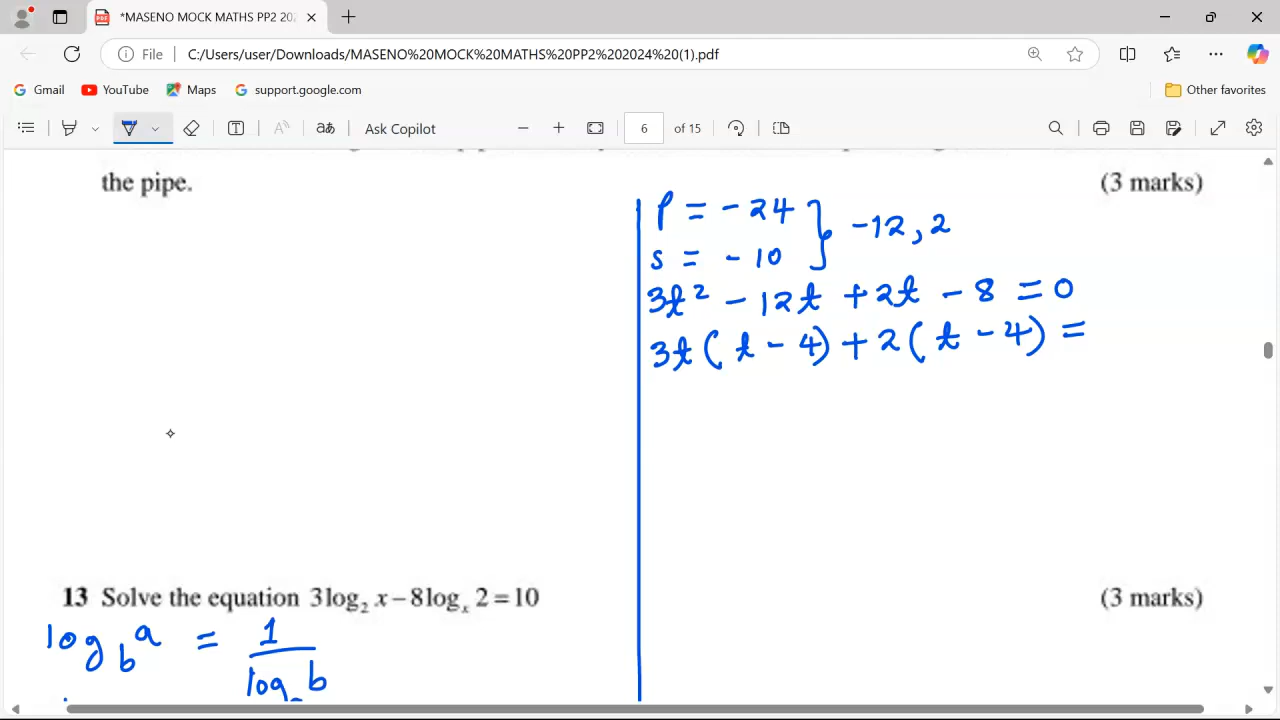 *MASENO MOCK MATHS PP2 202
File C:/Users/user/Downloads/MASENO%20MOCK%20MATHS%20PP2%202024%20(1).pdf
Gmail YouTube Maps support.google.com Other favorites
Ask Copilot 6 of 15
the pipe. (3 marks)
P = -24 } -12, 2
s = -10
3t² - 12t + 2t - 8 = 0
3t(t - 4) + 2(t - 4) =
13 Solve the equation 3log₂ x − 8logₓ 2 = 10 (3 marks)
log_b a = 1
log b